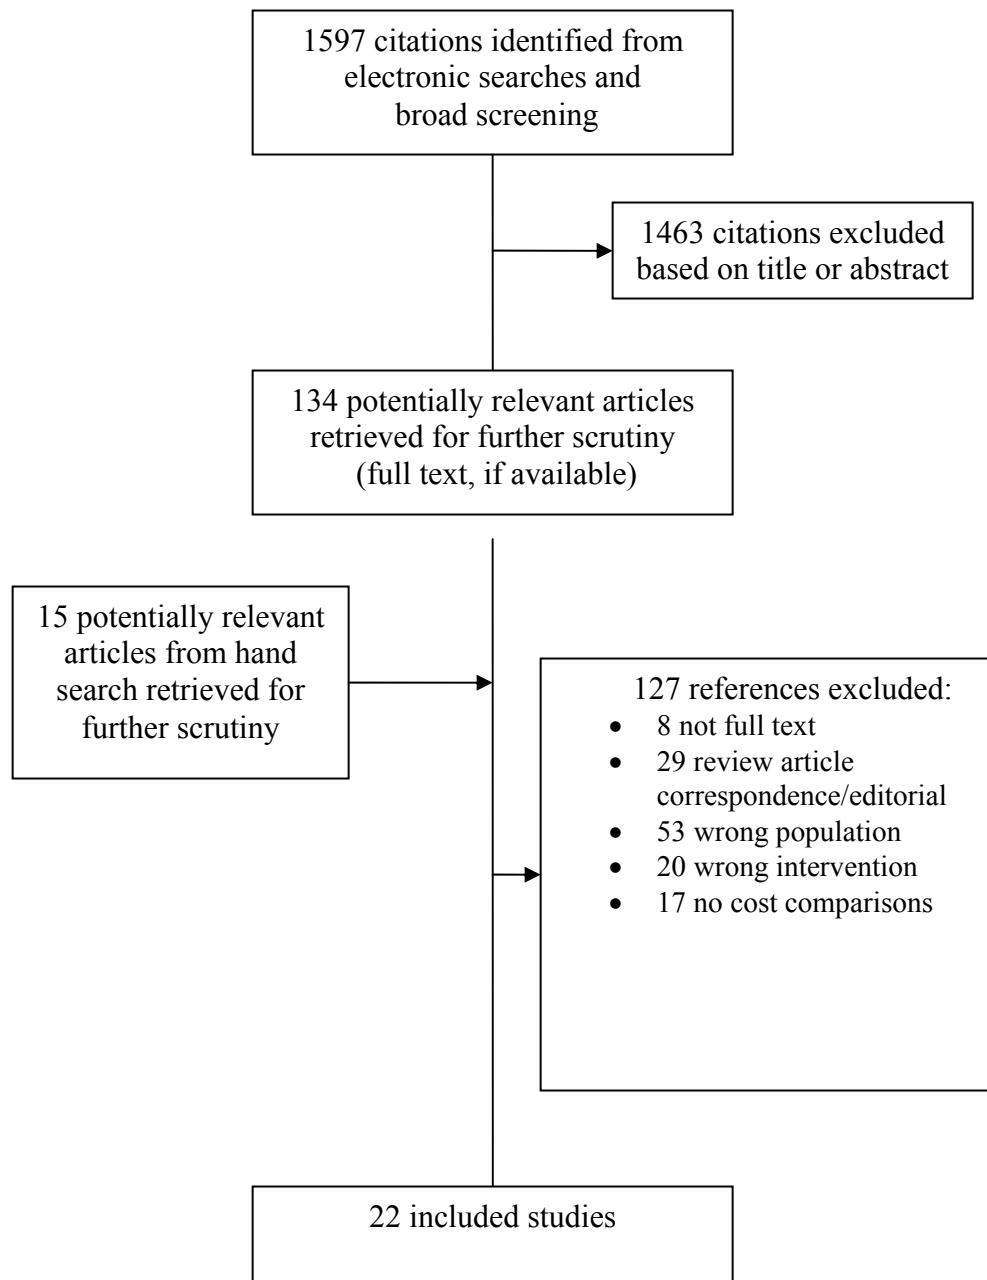 1597 citations identified from
electronic searches and
broad screening
1463 citations excluded
based on title or abstract
134 potentially relevant articles
retrieved for further scrutiny
(full text, if available)
15 potentially relevant
articles from hand
search retrieved for
further scrutiny
127 references excluded:
• 8 not full text
• 29 review article
correspondence/editorial
• 53 wrong population
• 20 wrong intervention
• 17 no cost comparisons
22 included studies